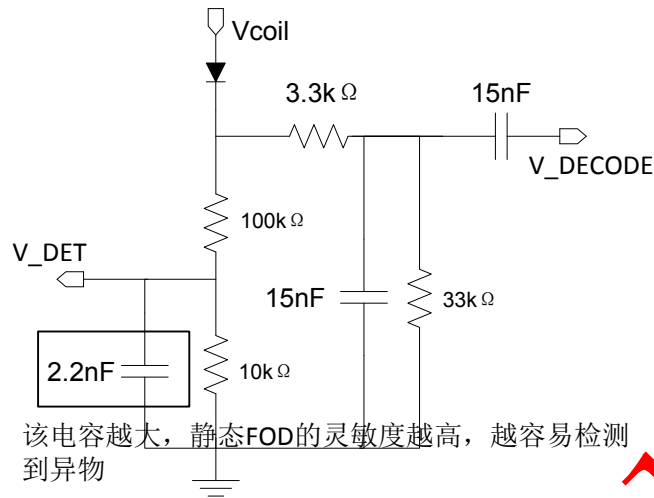 Vcoil
3.3kΩ
15nF
V_DECODE
100kΩ
V_DET
15nF
33kΩ
2.2nF
10kΩ
该电容越大，静态FOD的灵敏度越高，越容易检测
到异物